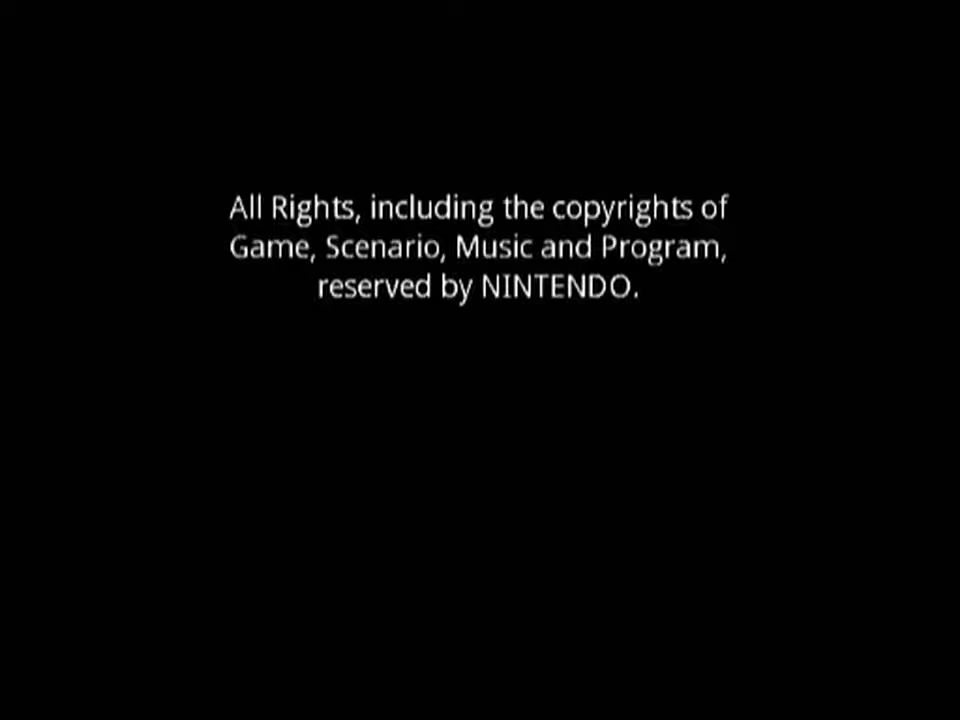 All Rights, including the copyrights of
Game, Scenario, Music and Program,
reserved by NINTENDO.